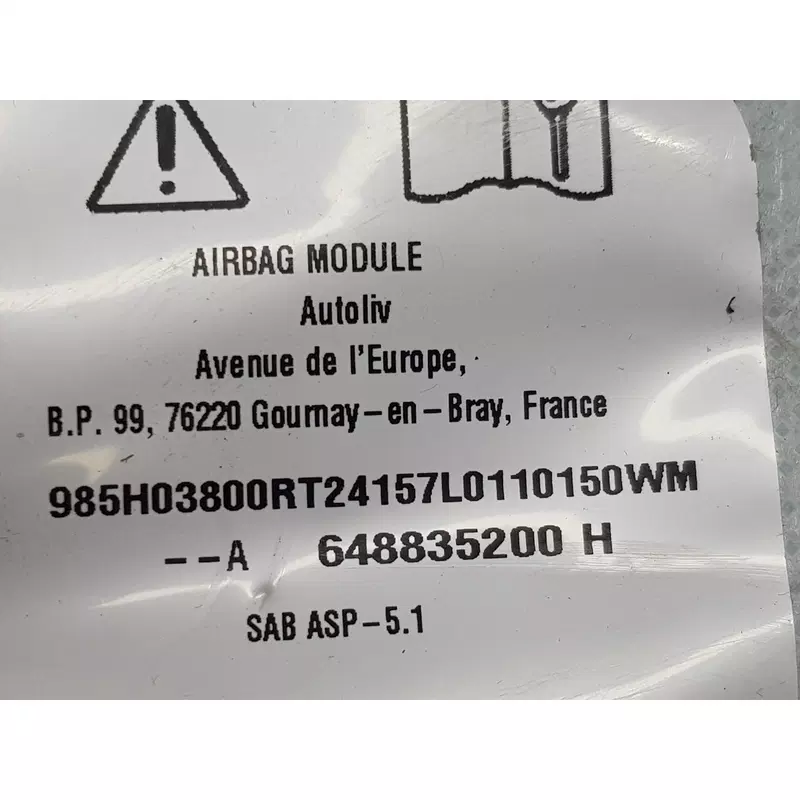 AIRBAG MODULE
Autoliv
Avenue de l'Europe,
B.P. 99, 76220 Gournay-en-Bray, France
985H03800RT24157L0110150WM
--A 648835200 H
SAB ASP-5.1